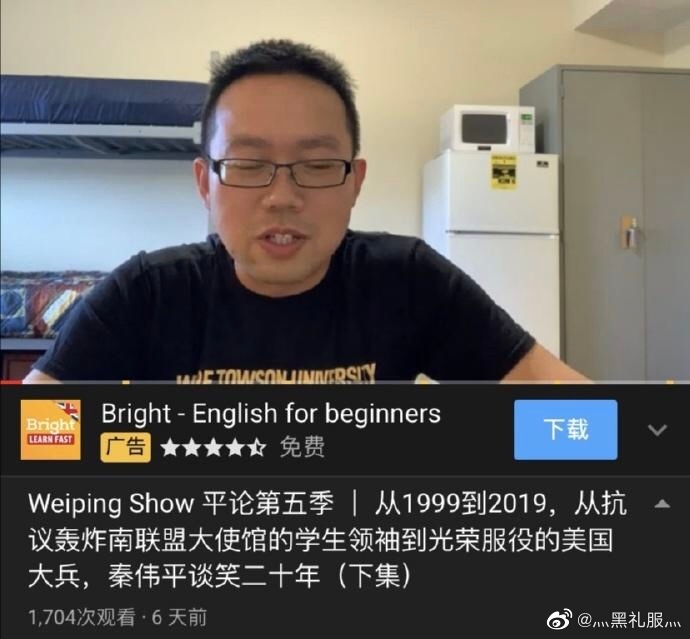 WE TOWSON UNIVERSITY
Bright - English for beginners
Bright
LEARN FAST
广告
免费
下载
Weiping Show 平论第五季 | 从1999到2019，从抗
议轰炸南联盟大使馆的学生领袖到光荣服役的美国
大兵，秦伟平谈笑二十年（下集）
1,704次观看 · 6 天前
@灬黑礼服灬